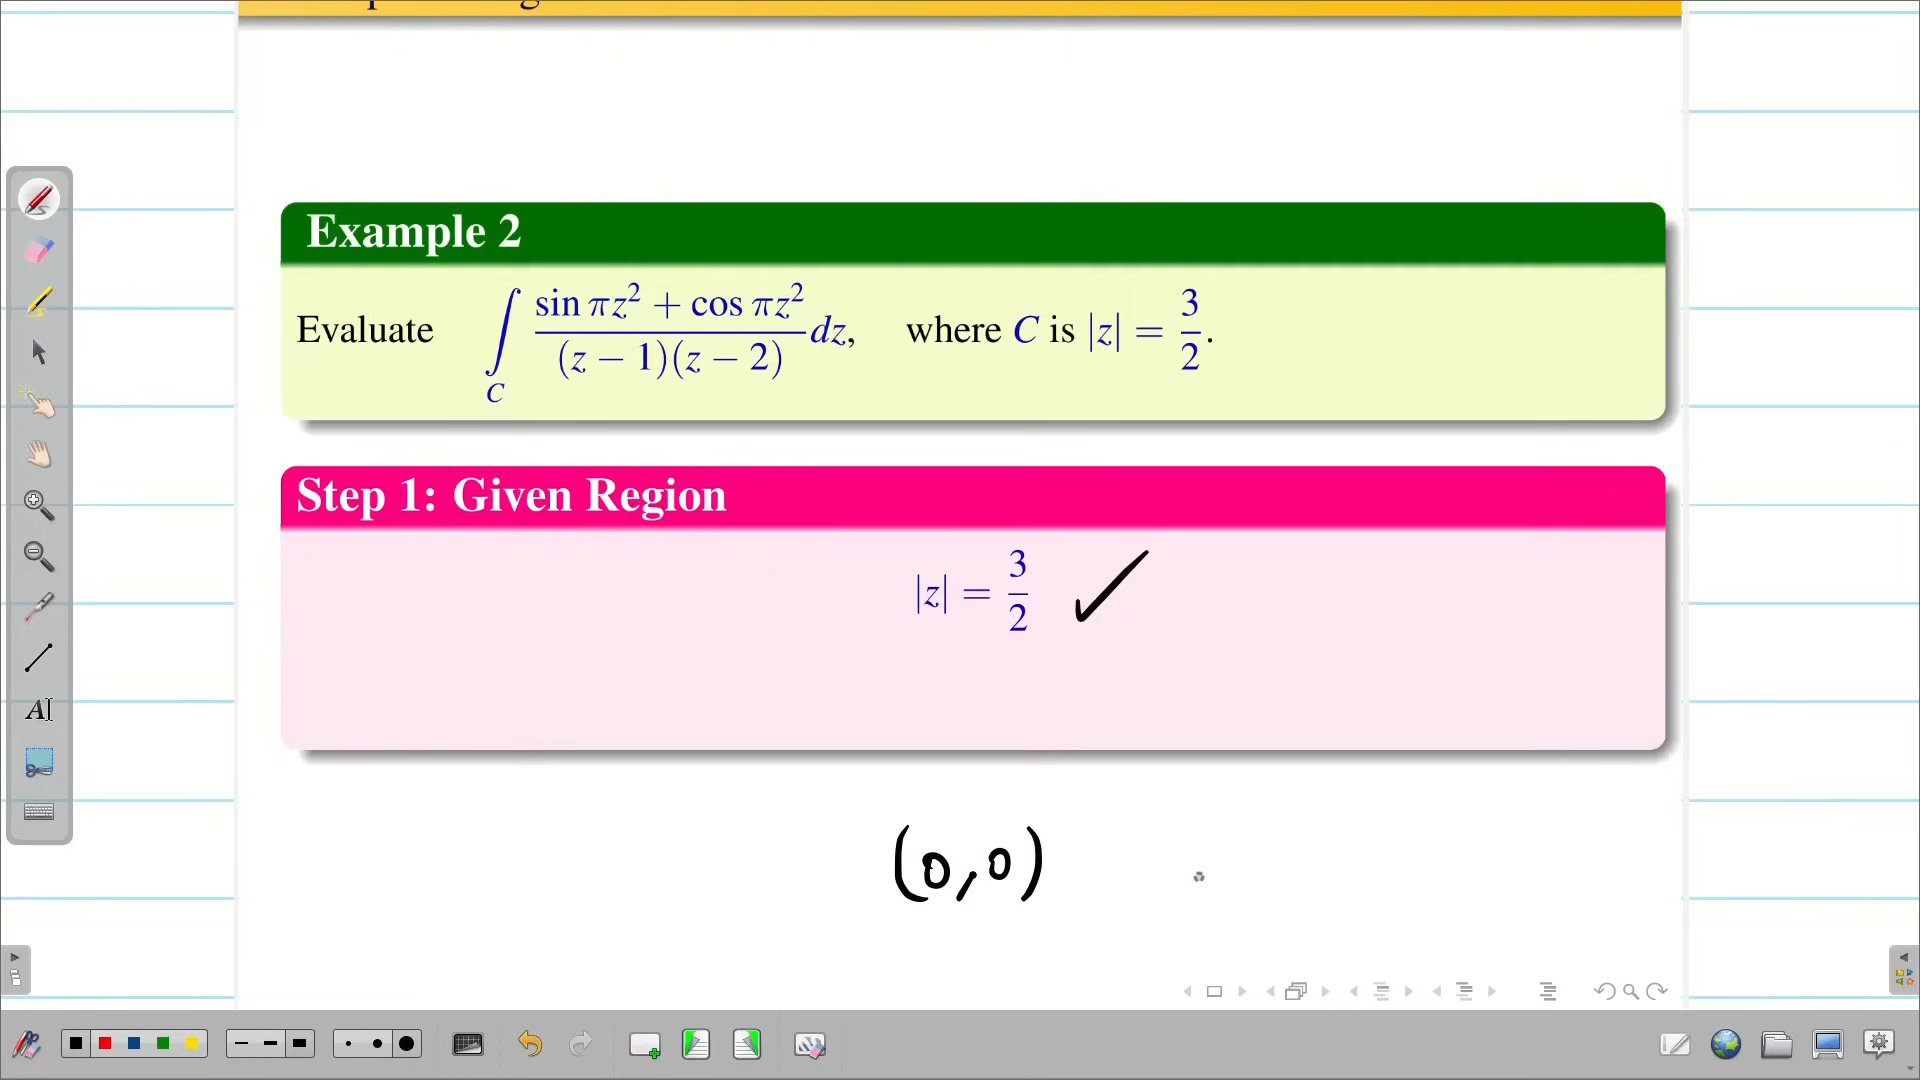 Example 2
Evaluate ∫_C (sin πz² + cos πz²)/((z − 1)(z − 2)) dz, where C is |z| = 3/2.
Step 1: Given Region
|z| = 3/2 ✓
(0,0)